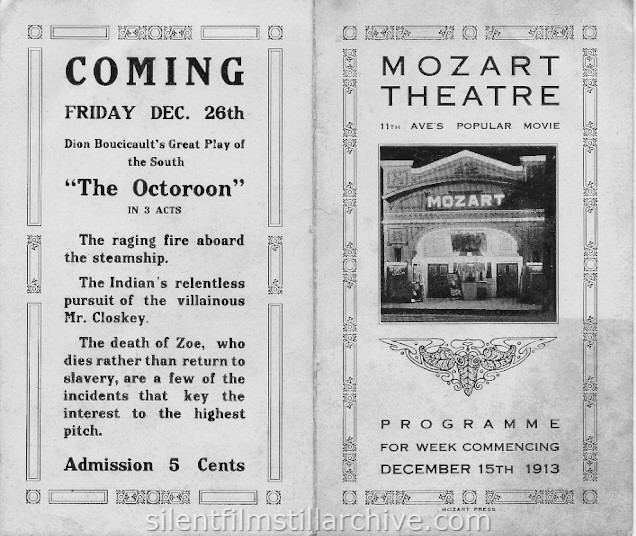 COMING
FRIDAY DEC. 26th
Dion Boucicault's Great Play of
the South
"The Octoroon"
IN 3 ACTS
The raging fire aboard
the steamship.
The Indian's relentless
pursuit of the villainous
Mr. Closkey.
The death of Zoe, who
dies rather than return to
slavery, are a few of the
incidents that key the
interest to the highest
pitch.
Admission 5 Cents
MOZART
THEATRE
11TH AVE'S POPULAR MOVIE
MOZART
PROGRAMME
FOR WEEK COMMENCING
DECEMBER 15TH 1913
MOZART PRESS
silentfilmstillarchive.com